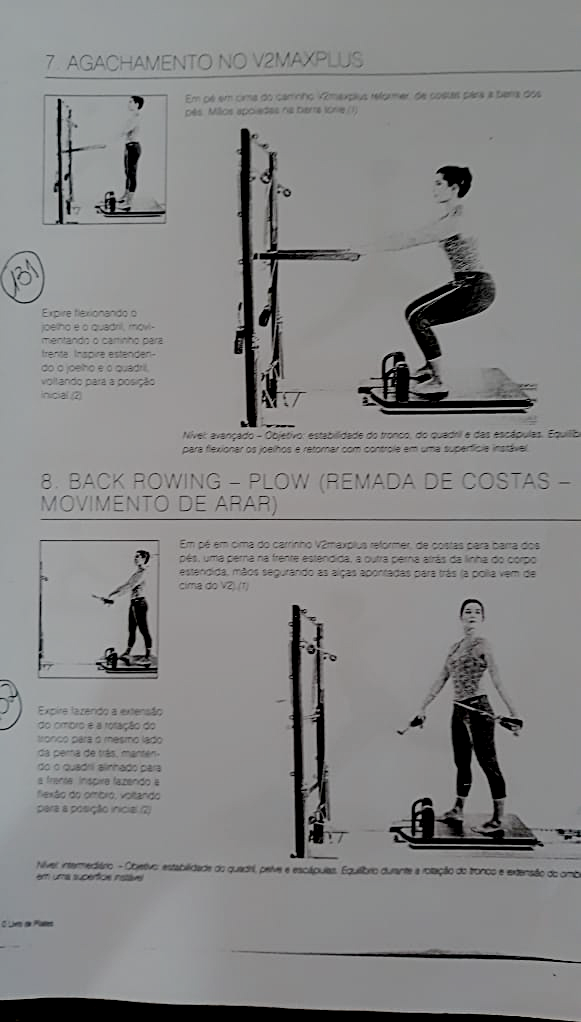 7. AGACHAMENTO NO V2MAXPLUS
Em pé em cima do carrinho V2maxplus reformer, de costas para a barra dos
pés. Mãos apoiadas na barra torre.(1)
131
Expire flexionando o
joelho e o quadril, movi-
mentando o carrinho para
frente. Inspire estenden-
do o joelho e o quadril,
voltando para a posição
inicial.(2)
Nível: avançado – Objetivo: estabilidade do tronco, do quadril e das escápulas.
para flexionar os joelhos e retornar com controle em uma superfície instável.
8. BACK ROWING – PLOW (REMADA DE COSTAS –
MOVIMENTO DE ARAR)
Em pé em cima do carrinho V2maxplus reformer, de costas para barra dos
pés, uma perna na frente estendida, a outra perna atrás da linha do corpo
estendida, mãos segurando as alças apontadas para trás (a polia vem de
cima do V2).(1)
Expire fazendo a extensão
do ombro e a rotação do
tronco para o mesmo lado
da perna de trás, manten-
do o quadril alinhado para
a frente. Inspire fazendo a
flexão do ombro, voltando
para a posição inicial.(2)
Nível: intermediário. – Objetivo: estabilidade do quadril, pelve e escápulas. Equilíbrio durante a rotação do tronco e extensão do
em uma superfície instável
O Livro de Pilates